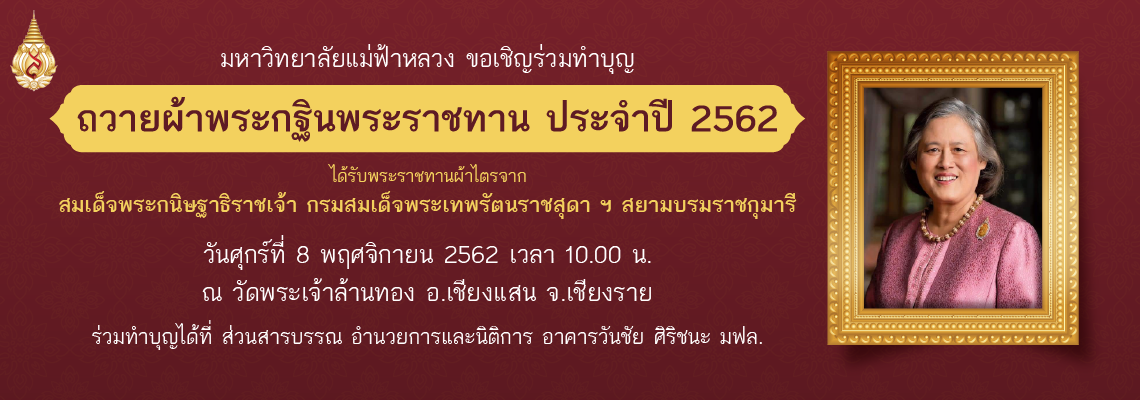 มหาวิทยาลัยแม่ฟ้าหลวง ขอเชิญร่วมทำบุญ
ถวายผ้าพระกฐินพระราชทาน ประจำปี 2562
ได้รับพระราชทานผ้าไตรจาก
สมเด็จพระกนิษฐาธิราชเจ้า กรมสมเด็จพระเทพรัตนราชสุดา ฯ สยามบรมราชกุมารี
วันศุกร์ที่ 8 พฤศจิกายน 2562 เวลา 10.00 น.
ณ วัดพระเจ้าล้านทอง อ.เชียงแสน จ.เชียงราย
ร่วมทำบุญได้ที่ ส่วนสารบรรณ อำนวยการและนิติการ อาคารวันชัย ศิริชนะ มฟล.